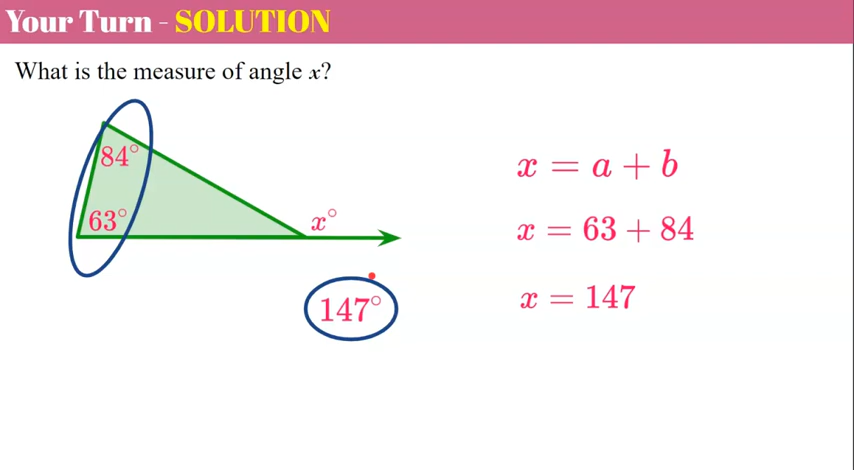 Your Turn - SOLUTION
What is the measure of angle x?
84°
63°
x°
147°
x = a + b
x = 63 + 84
x = 147